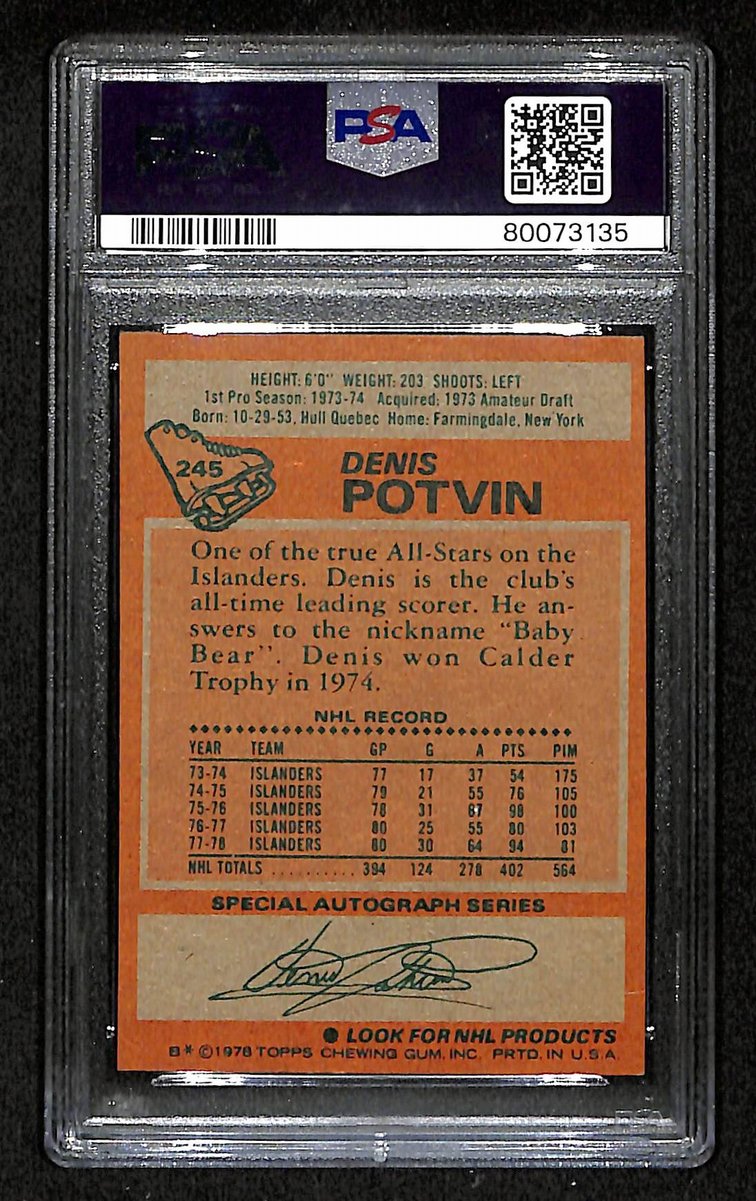 PSA
80073135
HEIGHT: 6'0" WEIGHT: 203 SHOOTS: LEFT
1st Pro Season: 1973-74 Acquired: 1973 Amateur Draft
Born: 10-29-53, Hull Quebec Home: Farmingdale, New York
245
DENIS
POTVIN
One of the true All-Stars on the
Islanders. Denis is the club's
all-time leading scorer. He an-
swers to the nickname "Baby
Bear". Denis won Calder
Trophy in 1974.
NHL RECORD
YEAR TEAM GP G A PTS PIM
73-74 ISLANDERS 77 17 37 54 175
74-75 ISLANDERS 79 21 55 76 105
75-76 ISLANDERS 78 31 67 98 100
76-77 ISLANDERS 80 25 55 80 103
77-78 ISLANDERS 80 30 64 94 81
NHL TOTALS .......... 394 124 278 402 564
SPECIAL AUTOGRAPH SERIES
Denis Potvin
LOOK FOR NHL PRODUCTS
B* ©1978 TOPPS CHEWING GUM, INC. PRTD. IN U.S.A.